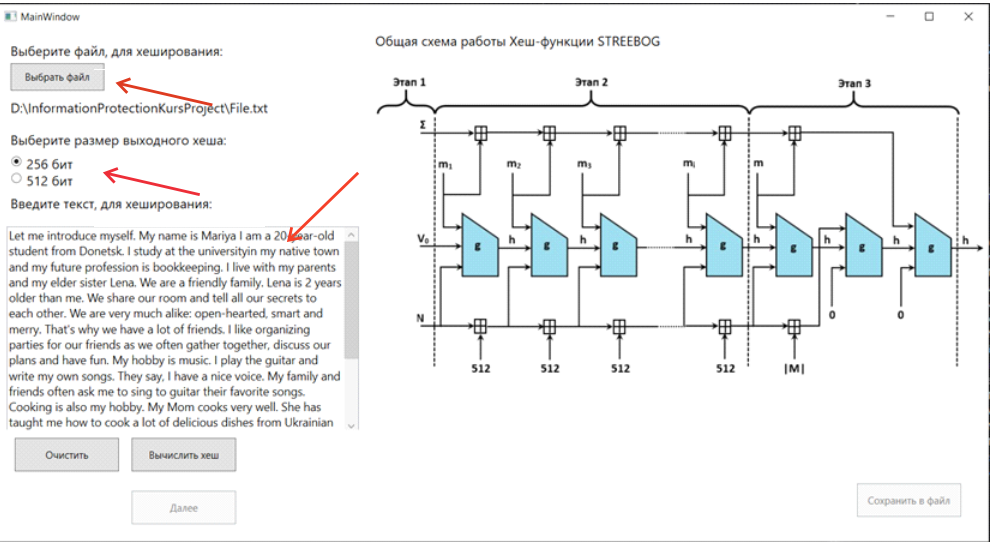 MainWindow
Выберите файл, для хеширования:
Выбрать файл
D:\InformationProtectionKursProject\File.txt
Выберите размер выходного хеша:
256 бит
512 бит
Введите текст, для хеширования:
Let me introduce myself. My name is Mariya I am a 20-year-old
student from Donetsk. I study at the universityin my native town
and my future profession is bookkeeping. I live with my parents
and my elder sister Lena. We are a friendly family. Lena is 2 years
older than me. We share our room and tell all our secrets to
each other. We are very much alike: open-hearted, smart and
merry. That's why we have a lot of friends. I like organizing
parties for our friends as we often gather together, discuss our
plans and have fun. My hobby is music. I play the guitar and
write my own songs. They say, I have a nice voice. My family and
friends often ask me to sing to guitar their favorite songs.
Cooking is also my hobby. My Mom cooks very well. She has
taught me how to cook a lot of delicious dishes from Ukrainian
Очистить
Вычислить хеш
Далее
Общая схема работы Хеш-функции STREEBOG
Этап 1
Этап 2
Этап 3
Σ
m₁
m₂
m₃
mᵢ
m
V₀
g
h
g
h
g
h
h
g
h
g
h
g
h
g
h
N
0
0
512
512
512
512
|M|
Сохранить в файл